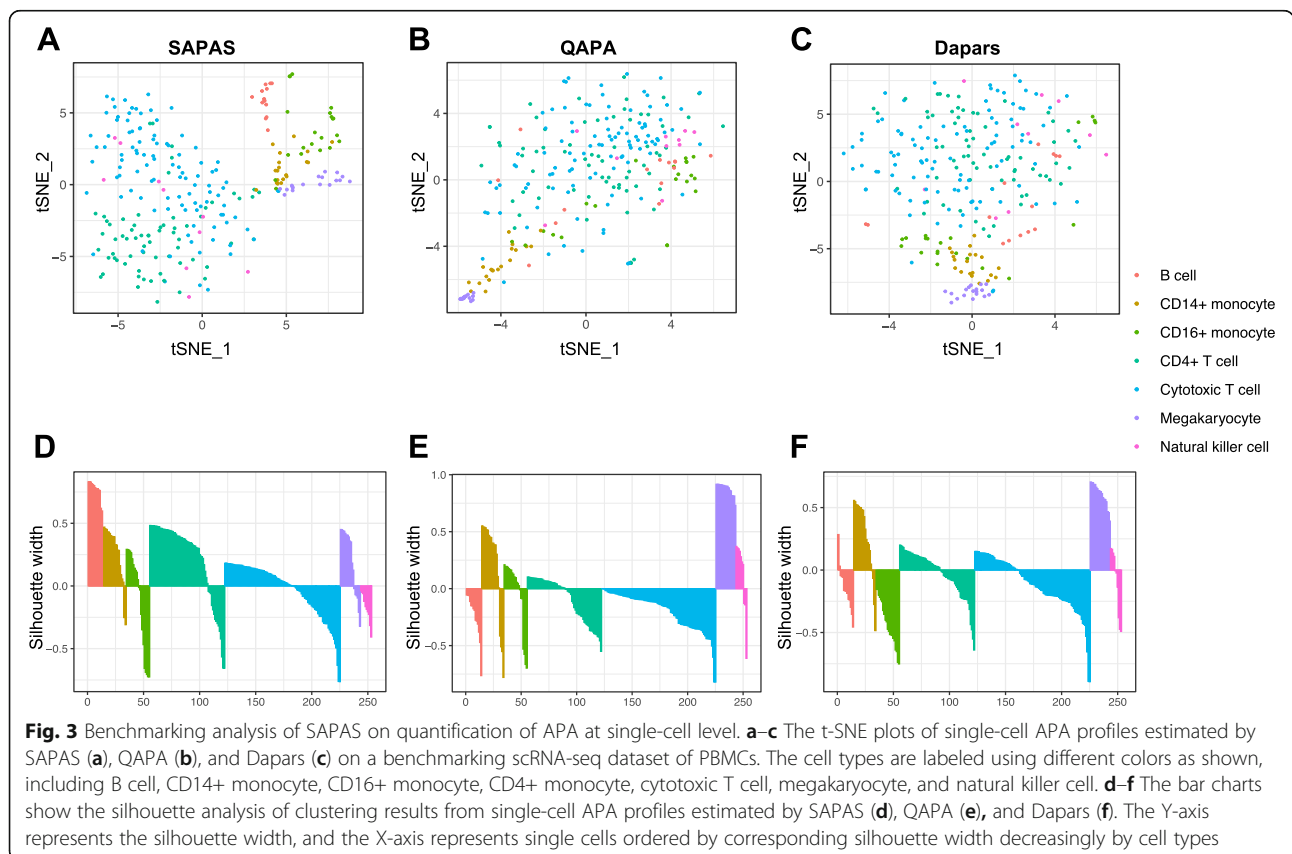 A
SAPAS
5
0
−5
tSNE_2
−5 0 5
tSNE_1
B
QAPA
4
0
−4
tSNE_2
−4 0 4
tSNE_1
C
Dapars
5
0
−5
tSNE_2
−4 0 4
tSNE_1
B cell
CD14+ monocyte
CD16+ monocyte
CD4+ T cell
Cytotoxic T cell
Megakaryocyte
Natural killer cell
D
0.5
0.0
−0.5
Silhouette width
0 50 100 150 200 250
E
1.0
0.5
0.0
−0.5
Silhouette width
0 50 100 150 200 250
F
0.5
0.0
−0.5
Silhouette width
0 50 100 150 200 250
Fig. 3 Benchmarking analysis of SAPAS on quantification of APA at single-cell level. a–c The t-SNE plots of single-cell APA profiles estimated by
SAPAS (a), QAPA (b), and Dapars (c) on a benchmarking scRNA-seq dataset of PBMCs. The cell types are labeled using different colors as shown,
including B cell, CD14+ monocyte, CD16+ monocyte, CD4+ monocyte, cytotoxic T cell, megakaryocyte, and natural killer cell. d–f The bar charts
show the silhouette analysis of clustering results from single-cell APA profiles estimated by SAPAS (d), QAPA (e), and Dapars (f). The Y-axis
represents the silhouette width, and the X-axis represents single cells ordered by corresponding silhouette width decreasingly by cell types